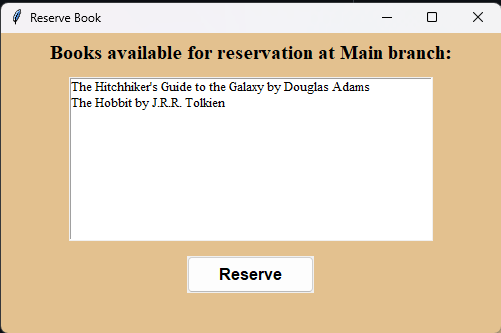 Reserve Book
Books available for reservation at Main branch:
The Hitchhiker's Guide to the Galaxy by Douglas Adams
The Hobbit by J.R.R. Tolkien
Reserve